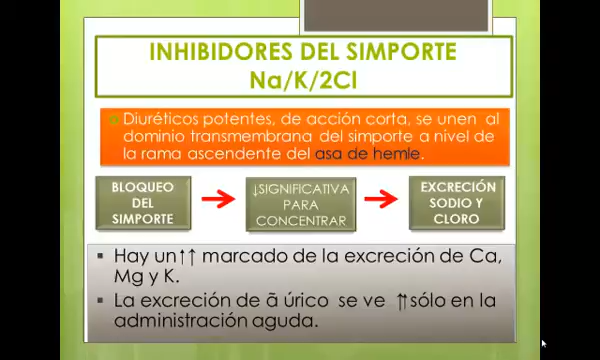 INHIBIDORES DEL SIMPORTE
Na/K/2Cl
Diuréticos potentes, de acción corta, se unen al
dominio transmembrana del simporte a nivel de
la rama ascendente del asa de hemle.
BLOQUEO
DEL
SIMPORTE
↓SIGNIFICATIVA
PARA
CONCENTRAR
EXCRECIÓN
SODIO Y
CLORO
Hay un↑↑ marcado de la excreción de Ca,
Mg y K.
La excreción de ã úrico se ve ⇈sólo en la
administración aguda.